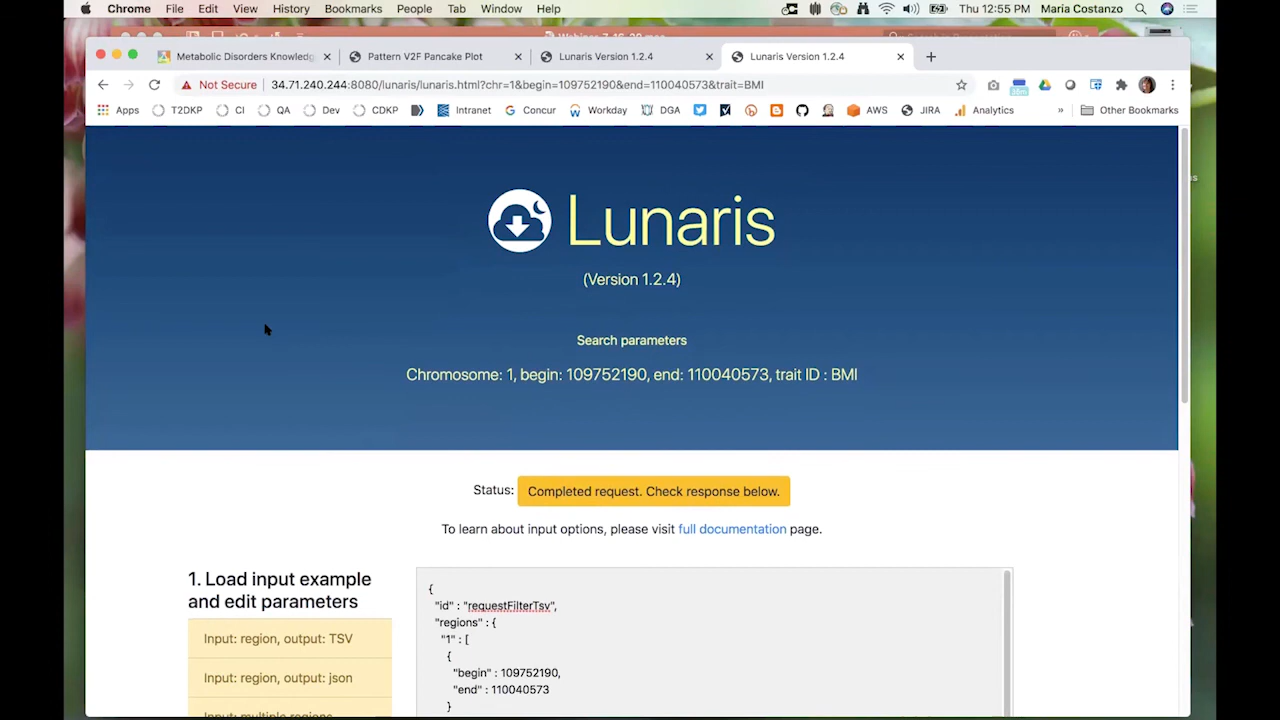 Chrome File Edit View History Bookmarks People Tab Window Help Thu 12:55 PM Maria Costanzo
Metabolic Disorders Knowledg Pattern V2F Pancake Plot Lunaris Version 1.2.4 Lunaris Version 1.2.4
Not Secure 34.71.240.244:8080/lunaris/lunaris.html?chr=1&begin=109752190&end=110040573&trait=BMI
Apps T2DKP CI QA Dev CDKP Intranet Concur Workday DGA AWS JIRA Analytics » Other Bookmarks
Lunaris
(Version 1.2.4)
Search parameters
Chromosome: 1, begin: 109752190, end: 110040573, trait ID : BMI
Status: Completed request. Check response below.
To learn about input options, please visit full documentation page.
1. Load input example
and edit parameters
Input: region, output: TSV
Input: region, output: json
Input: multiple regions
{
"id" : "requestFilterTsv",
"regions" : {
"1" : [
{
"begin" : 109752190,
"end" : 110040573
}